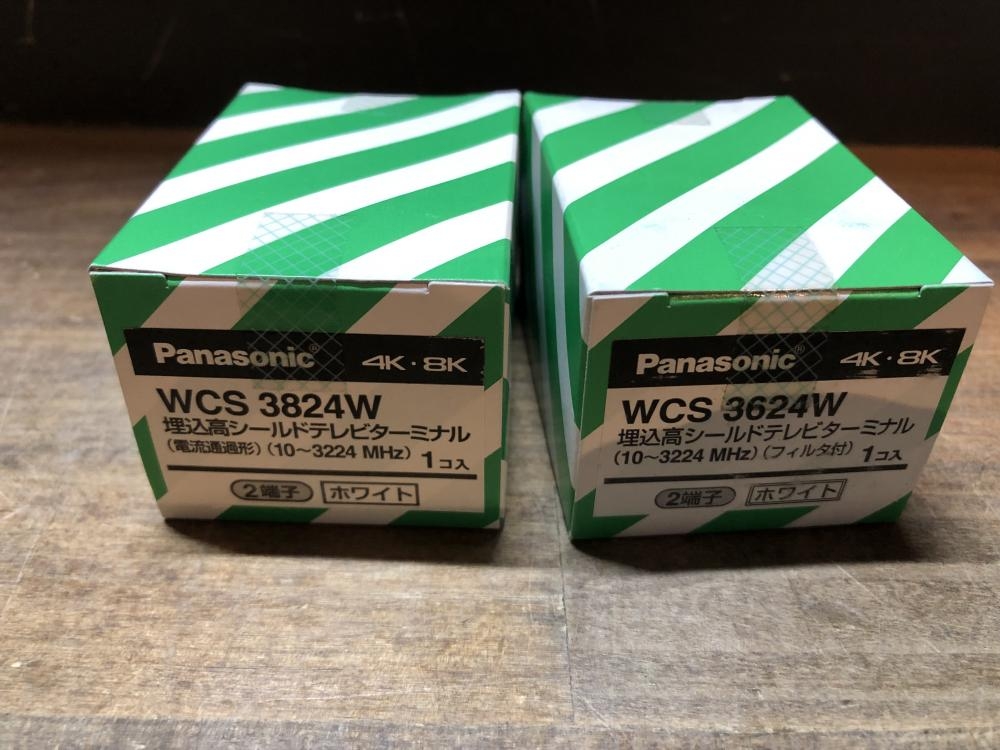 Panasonic® 4K・8K
WCS 3824W
埋込高シールドテレビターミナル
(電流通過形) (10～3224 MHz) 1コ入
2端子 ホワイト
Panasonic® 4K・8K
WCS 3624W
埋込高シールドテレビターミナル
(10～3224 MHz) (フィルタ付) 1コ入
2端子 ホワイト